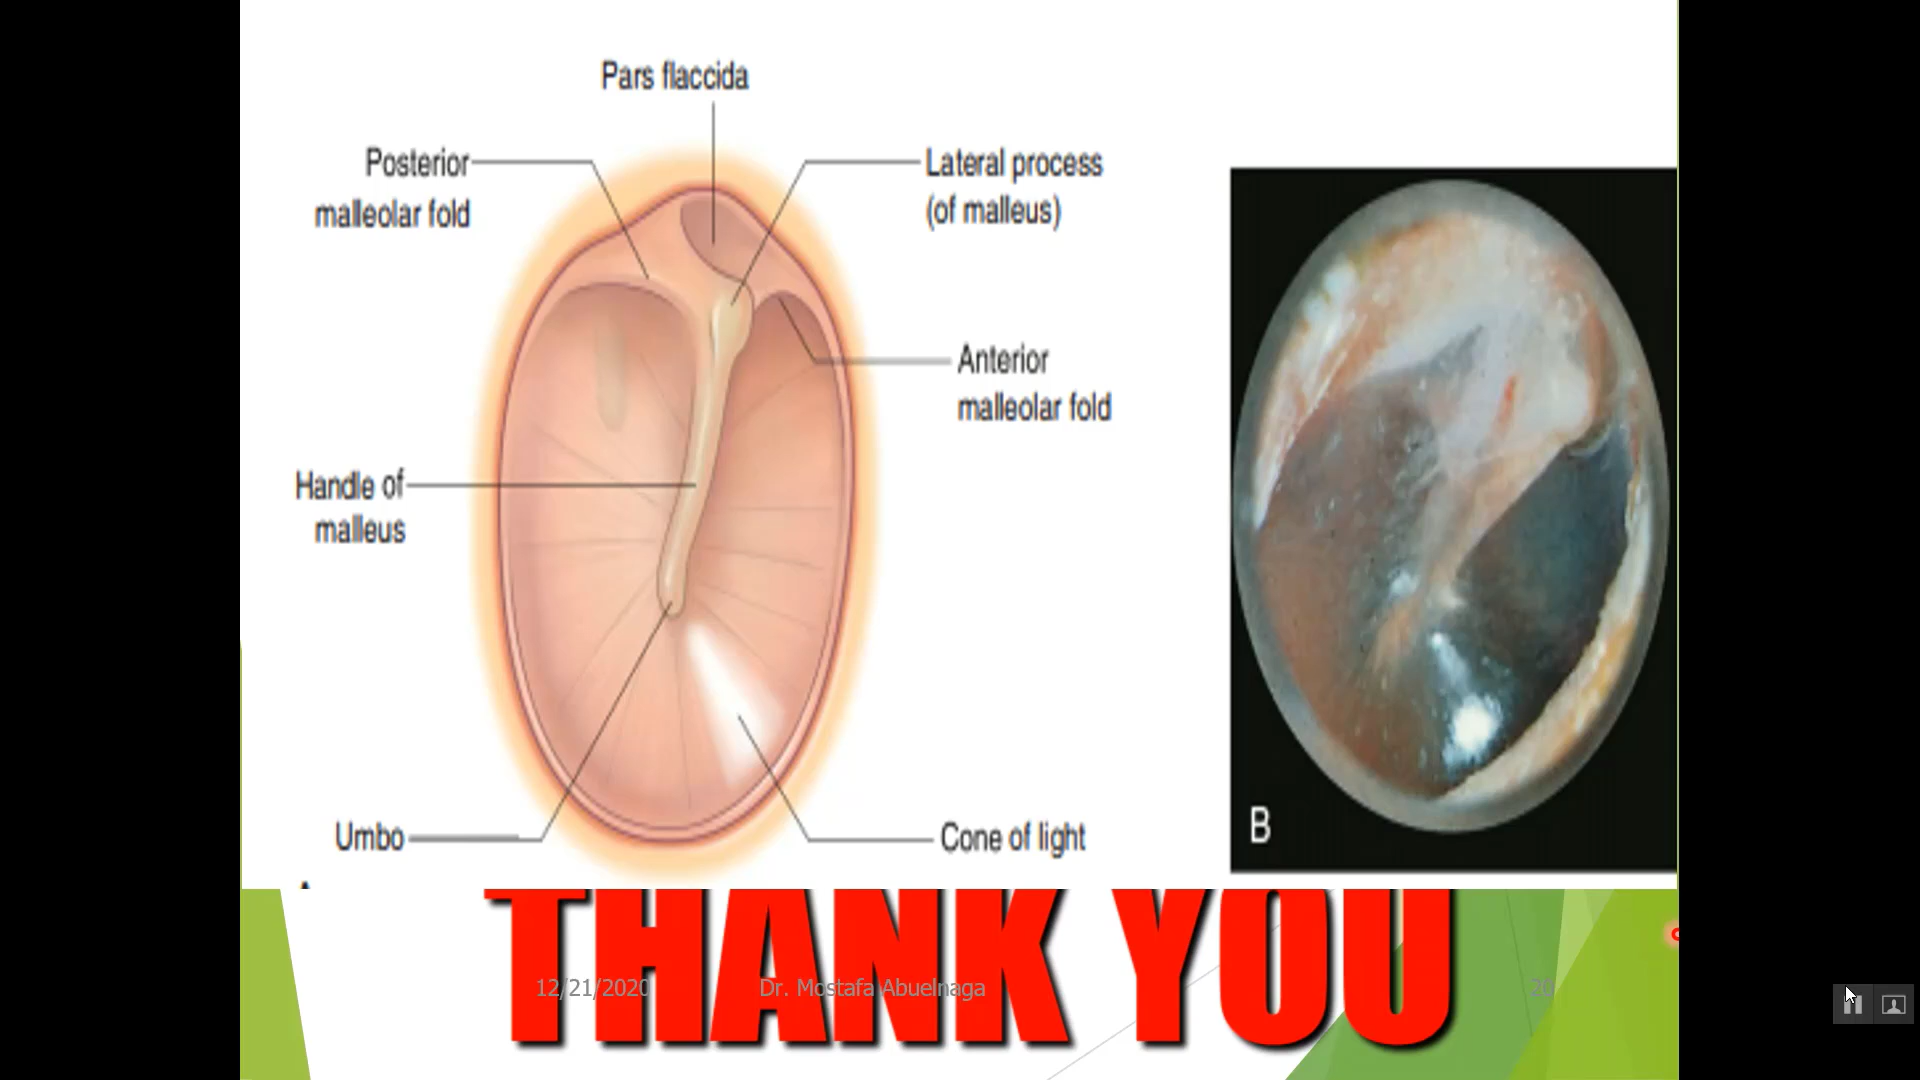 Pars flaccida
Posterior
malleolar fold
Lateral process
(of malleus)
Anterior
malleolar fold
Handle of
malleus
Umbo
Cone of light
B
THANK YOU
12/21/2020
Dr. Mostafa Abuelnaga
20